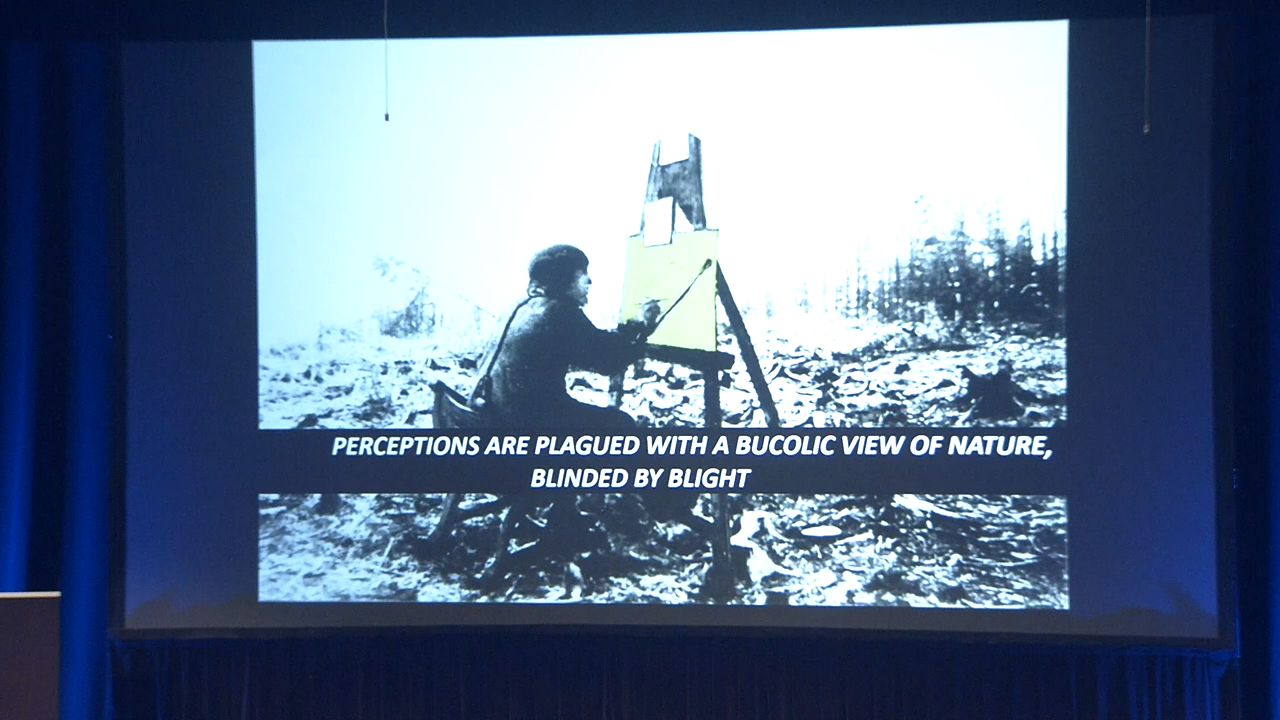 PERCEPTIONS ARE PLAGUED WITH A BUCOLIC VIEW OF NATURE,
BLINDED BY BLIGHT